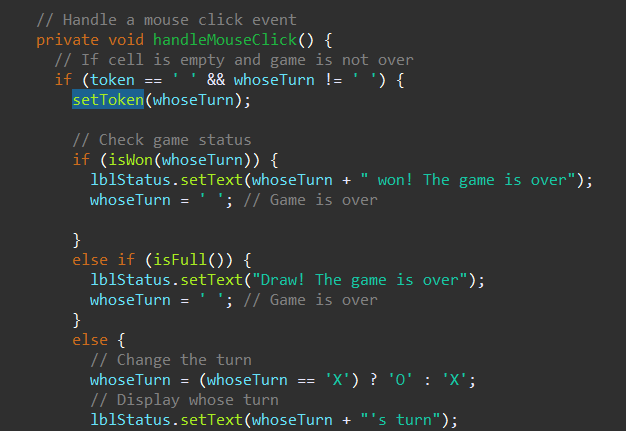 // Handle a mouse click event
private void handleMouseClick() {
// If cell is empty and game is not over
if (token == ' ' && whoseTurn != ' ') {
setToken(whoseTurn);
// Check game status
if (isWon(whoseTurn)) {
lblStatus.setText(whoseTurn + " won! The game is over");
whoseTurn = ' '; // Game is over
}
else if (isFull()) {
lblStatus.setText("Draw! The game is over");
whoseTurn = ' '; // Game is over
}
else {
// Change the turn
whoseTurn = (whoseTurn == 'X') ? 'O' : 'X';
// Display whose turn
lblStatus.setText(whoseTurn + "'s turn");